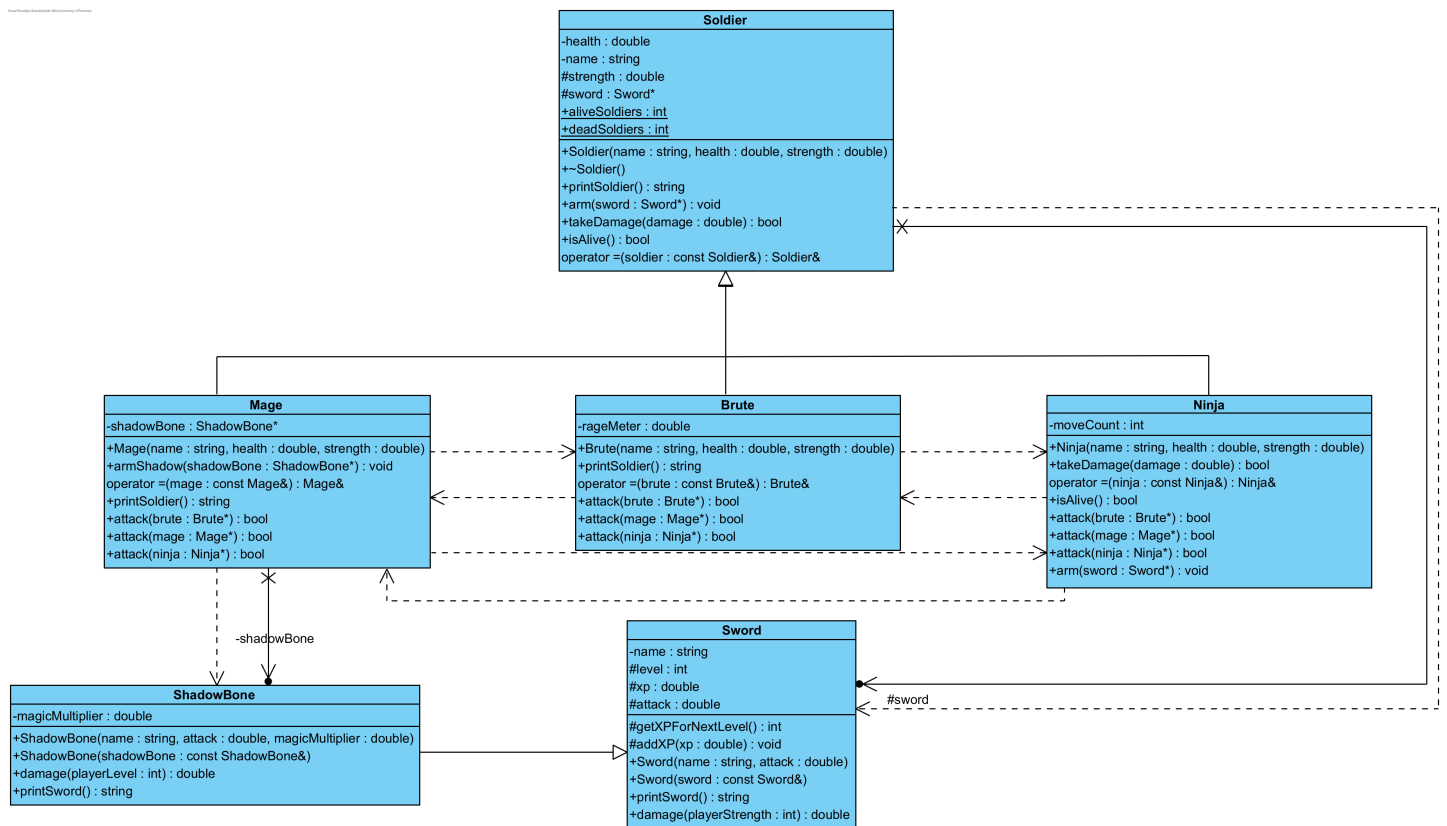 Soldier
-health : double
-name : string
#strength : double
#sword : Sword*
+aliveSoldiers : int
+deadSoldiers : int
+Soldier(name : string, health : double, strength : double)
+~Soldier()
+printSoldier() : string
+arm(sword : Sword*) : void
+takeDamage(damage : double) : bool
+isAlive() : bool
operator =(soldier : const Soldier&) : Soldier&
Mage
-shadowBone : ShadowBone*
+Mage(name : string, health : double, strength : double)
+armShadow(shadowBone : ShadowBone*) : void
operator =(mage : const Mage&) : Mage&
+printSoldier() : string
+attack(brute : Brute*) : bool
+attack(mage : Mage*) : bool
+attack(ninja : Ninja*) : bool
Brute
-rageMeter : double
+Brute(name : string, health : double, strength : double)
+printSoldier() : string
operator =(brute : const Brute&) : Brute&
+attack(brute : Brute*) : bool
+attack(mage : Mage*) : bool
+attack(ninja : Ninja*) : bool
Ninja
-moveCount : int
+Ninja(name : string, health : double, strength : double)
+takeDamage(damage : double) : bool
operator =(ninja : const Ninja&) : Ninja&
+isAlive() : bool
+attack(brute : Brute*) : bool
+attack(mage : Mage*) : bool
+attack(ninja : Ninja*) : bool
+arm(sword : Sword*) : void
-shadowBone
ShadowBone
-magicMultiplier : double
+ShadowBone(name : string, attack : double, magicMultiplier : double)
+ShadowBone(shadowBone : const ShadowBone&)
+damage(playerLevel : int) : double
+printSword() : string
Sword
-name : string
#level : int
#xp : double
#attack : double
#getXPForNextLevel() : int
#addXP(xp : double) : void
+Sword(name : string, attack : double)
+Sword(sword : const Sword&)
+printSword() : string
+damage(playerStrength : int) : double
#sword